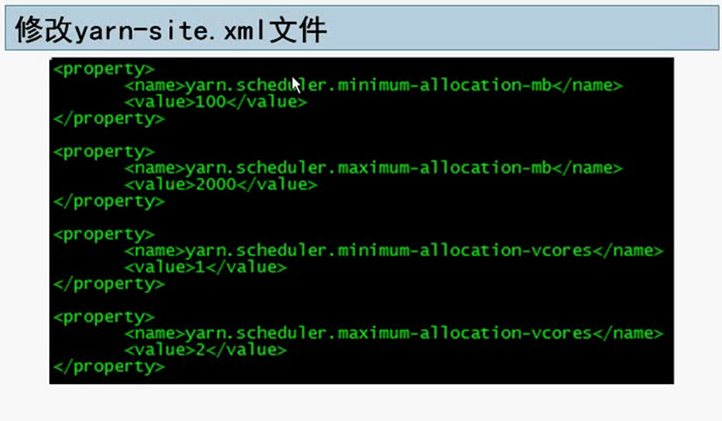 修改yarn-site.xml文件
<property>
<name>yarn.scheduler.minimum-allocation-mb</name>
<value>100</value>
</property>
<property>
<name>yarn.scheduler.maximum-allocation-mb</name>
<value>2000</value>
</property>
<property>
<name>yarn.scheduler.minimum-allocation-vcores</name>
<value>1</value>
</property>
<property>
<name>yarn.scheduler.maximum-allocation-vcores</name>
<value>2</value>
</property>